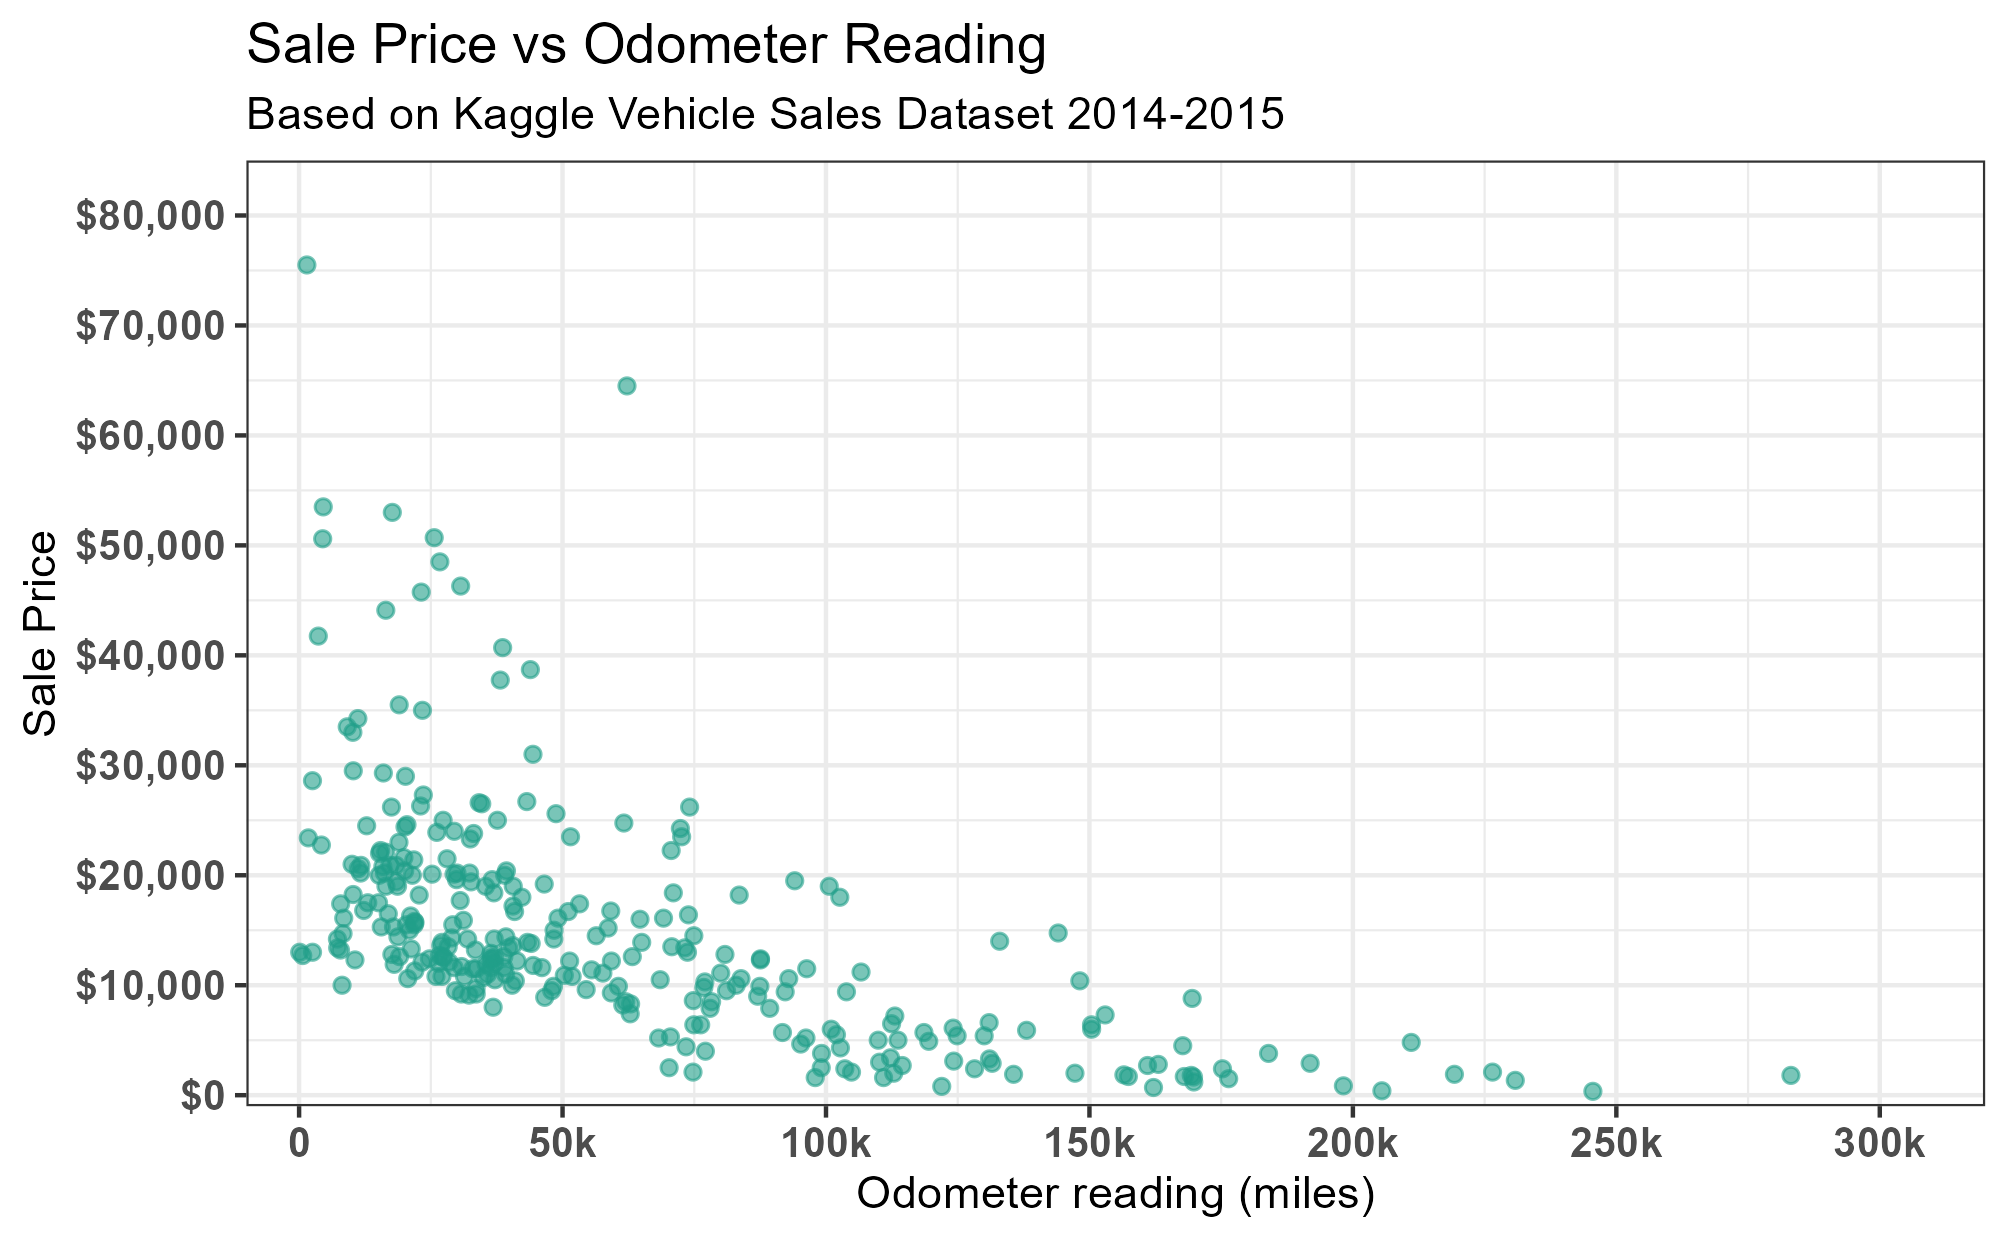 Sale Price vs Odometer Reading
Based on Kaggle Vehicle Sales Dataset 2014-2015
Sale Price
$80,000
$70,000
$60,000
$50,000
$40,000
$30,000
$20,000
$10,000
$0
0 50k 100k 150k 200k 250k 300k
Odometer reading (miles)